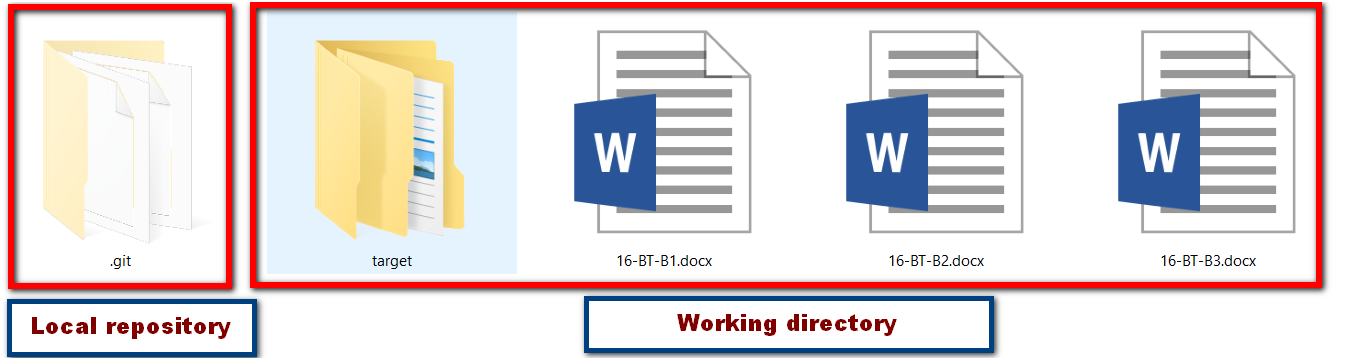 .git
target
W
16-BT-B1.docx
W
16-BT-B2.docx
W
16-BT-B3.docx
Local repository
Working directory